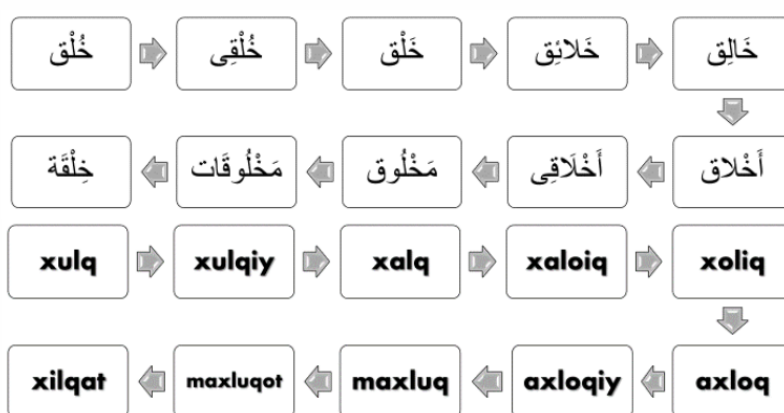 خُلْق خُلْقِى خَلْق خَلائِق خَالِق
خِلْقَة مَخْلُوقَات مَخْلُوق أَخْلَاقِى أَخْلاق
xulq xulqiy xalq xaloiq xoliq
xilqat maxluqot maxluq axloqiy axloq